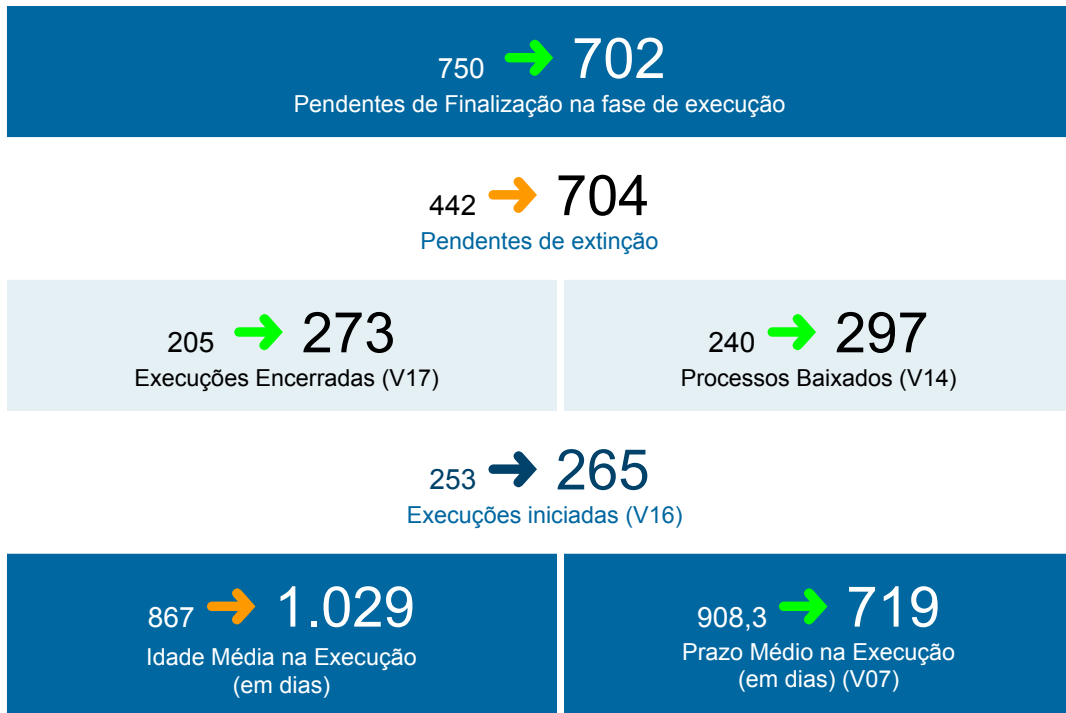 750 ➜ 702
Pendentes de Finalização na fase de execução
442 ➜ 704
Pendentes de extinção
205 ➜ 273
Execuções Encerradas (V17)
240 ➜ 297
Processos Baixados (V14)
253 ➜ 265
Execuções iniciadas (V16)
867 ➜ 1.029
Idade Média na Execução
(em dias)
908,3 ➜ 719
Prazo Médio na Execução
(em dias) (V07)